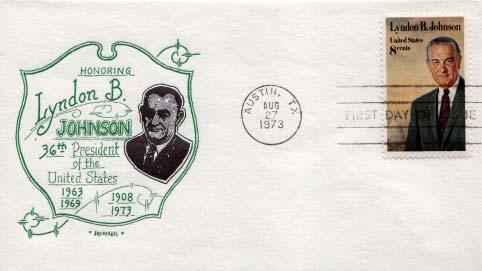 HONORING
Lyndon B.
JOHNSON
36th President
of the
United States
1963
1969
1908
1973
AUSTIN, TX
AUG
27
1973
Lyndon B. Johnson
United States
8 cents
FIRST DAY OF ISSUE